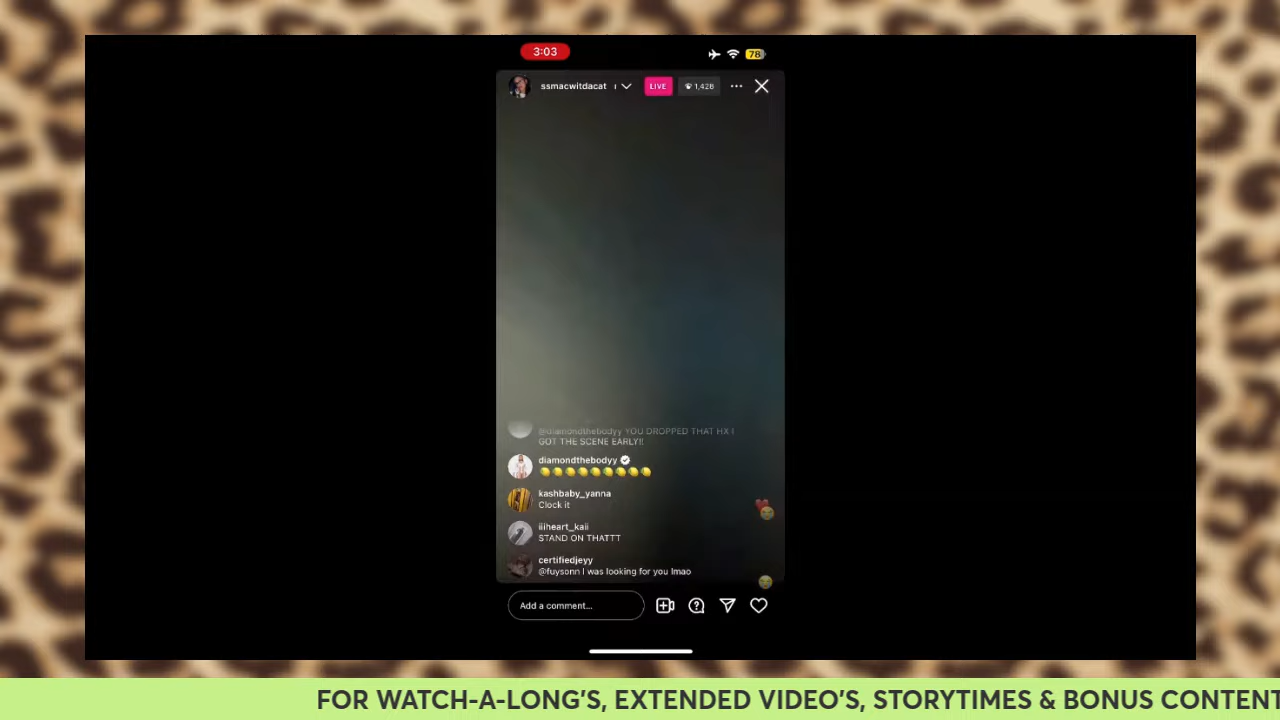 3:03
78
ssmacwitdacat
LIVE
1,428
@diamondthebodyy YOU DROPPED THAT HX I
GOT THE SCENE EARLY!!
diamondthebodyy
kashbaby_yanna
Clock it
iiiheart_kaii
STAND ON THATTT
certifiedjeyy
@fuysonn I was looking for you lmao
Add a comment...
FOR WATCH-A-LONG'S, EXTENDED VIDEO'S, STORYTIMES & BONUS CONTENT